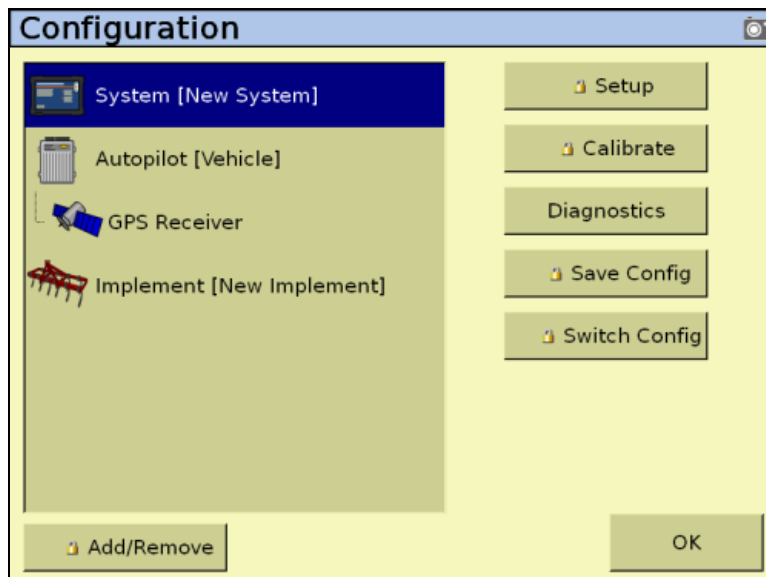 Configuration
System [New System]
Autopilot [Vehicle]
GPS Receiver
Implement [New Implement]
Setup
Calibrate
Diagnostics
Save Config
Switch Config
Add/Remove
OK